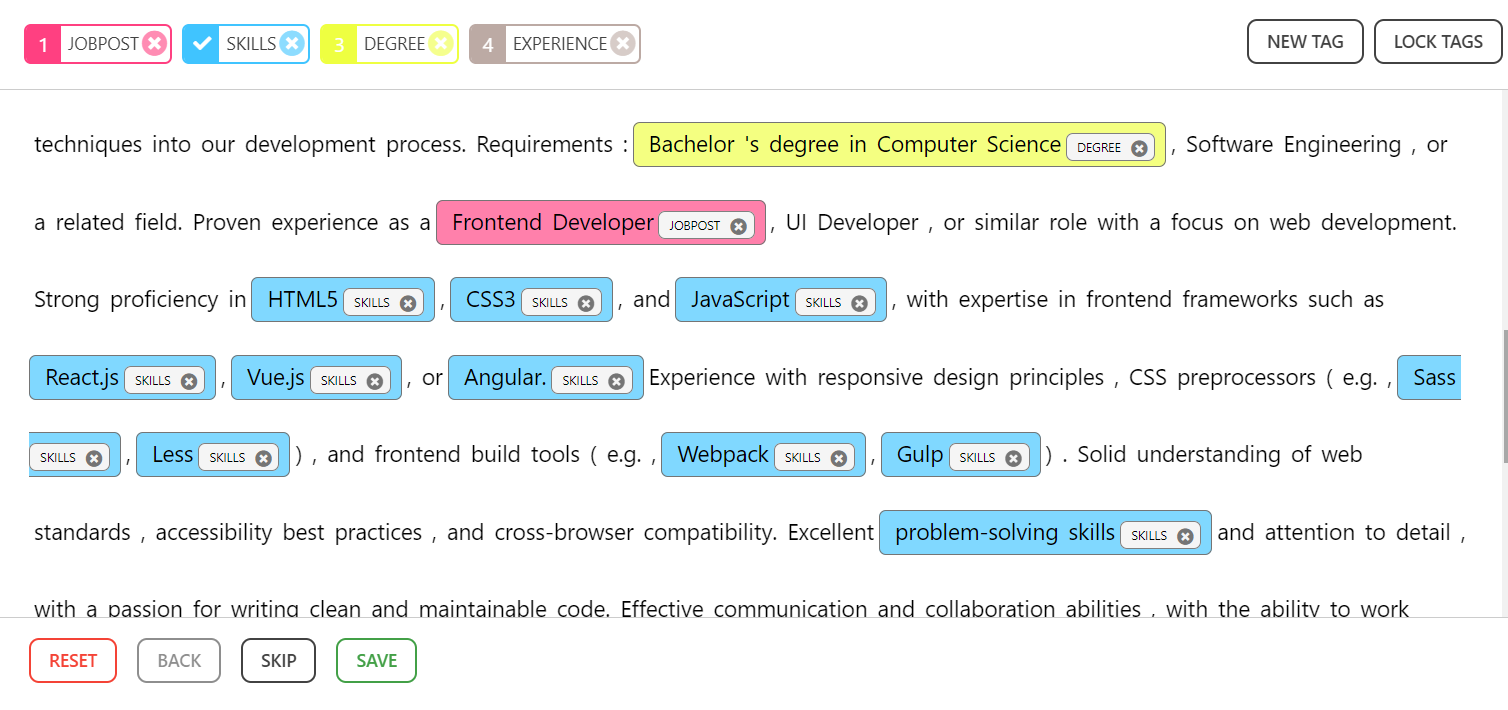 1 JOBPOST SKILLS 3 DEGREE 4 EXPERIENCE NEW TAG LOCK TAGS
techniques into our development process. Requirements : Bachelor 's degree in Computer Science DEGREE , Software Engineering , or
a related field. Proven experience as a Frontend Developer JOBPOST , UI Developer , or similar role with a focus on web development.
Strong proficiency in HTML5 SKILLS , CSS3 SKILLS , and JavaScript SKILLS , with expertise in frontend frameworks such as
React.js SKILLS , Vue.js SKILLS , or Angular. SKILLS Experience with responsive design principles , CSS preprocessors ( e.g. , Sass
SKILLS , Less SKILLS ) , and frontend build tools ( e.g. , Webpack SKILLS , Gulp SKILLS ) . Solid understanding of web
standards , accessibility best practices , and cross-browser compatibility. Excellent problem-solving skills SKILLS and attention to detail ,
with a passion for writing clean and maintainable code. Effective communication and collaboration abilities , with the ability to work
RESET BACK SKIP SAVE